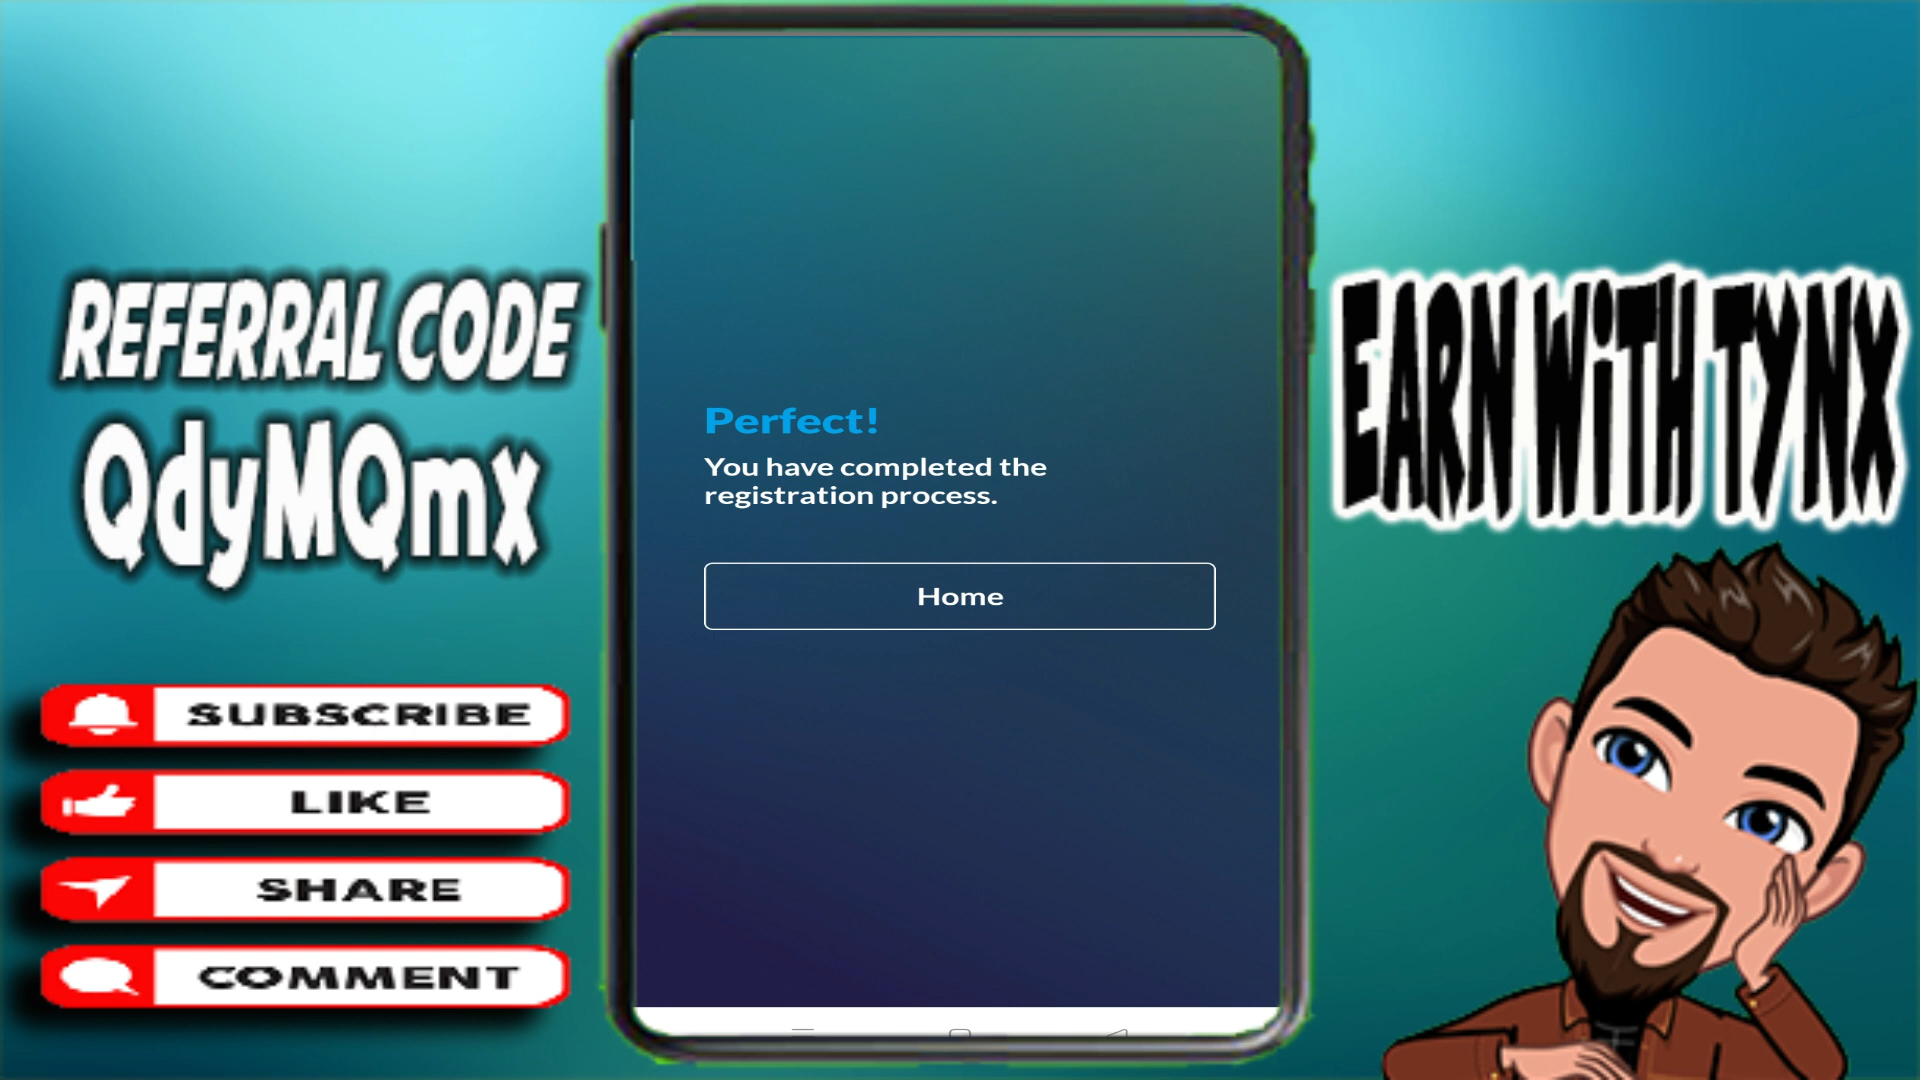 REFERRAL CODE
QdyMQmx
SUBSCRIBE
LIKE
SHARE
COMMENT
Perfect!
You have completed the
registration process.
Home
EARN WiTH TYNX